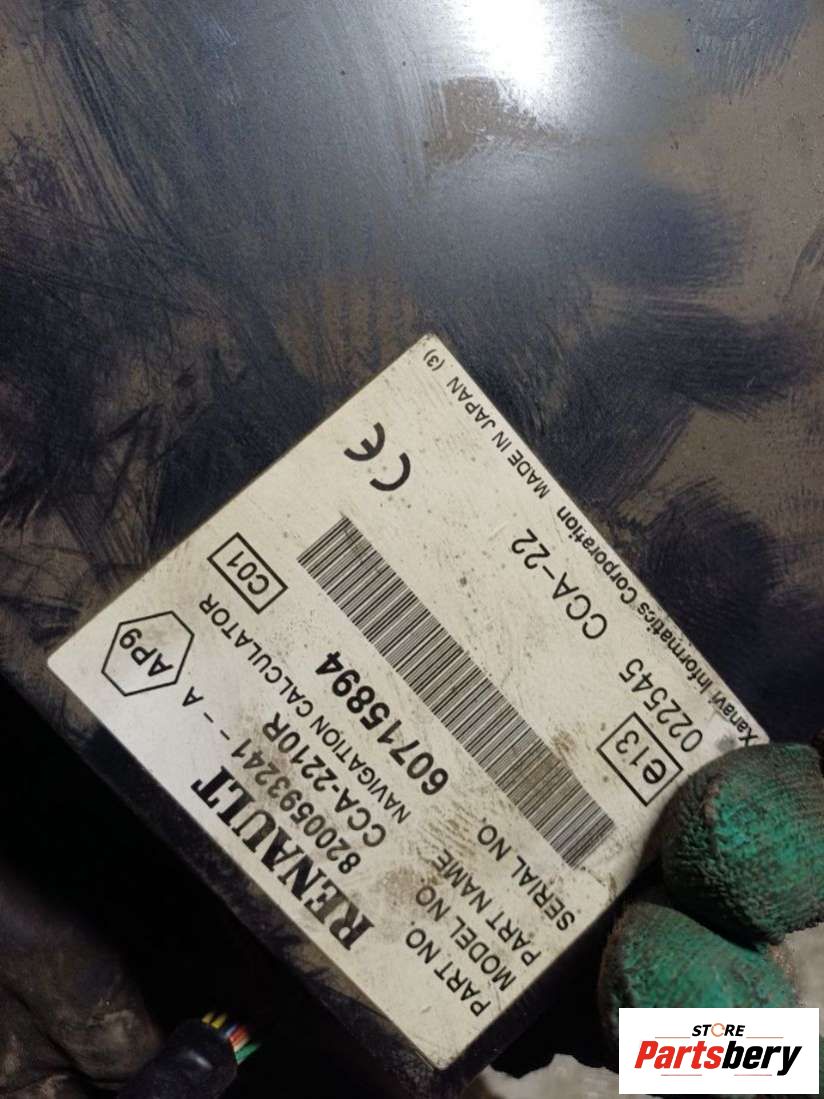 RENAULT
AP9
C01
PART NO. 8200593241--A
MODEL NO. CCA-2210R
PART NAME NAVIGATION CALCULATOR
SERIAL NO. 60715894
CE
e13
022545 CCA-22
Xanavi Informatics Corporation MADE IN JAPAN (3)
STORE
Partsbery